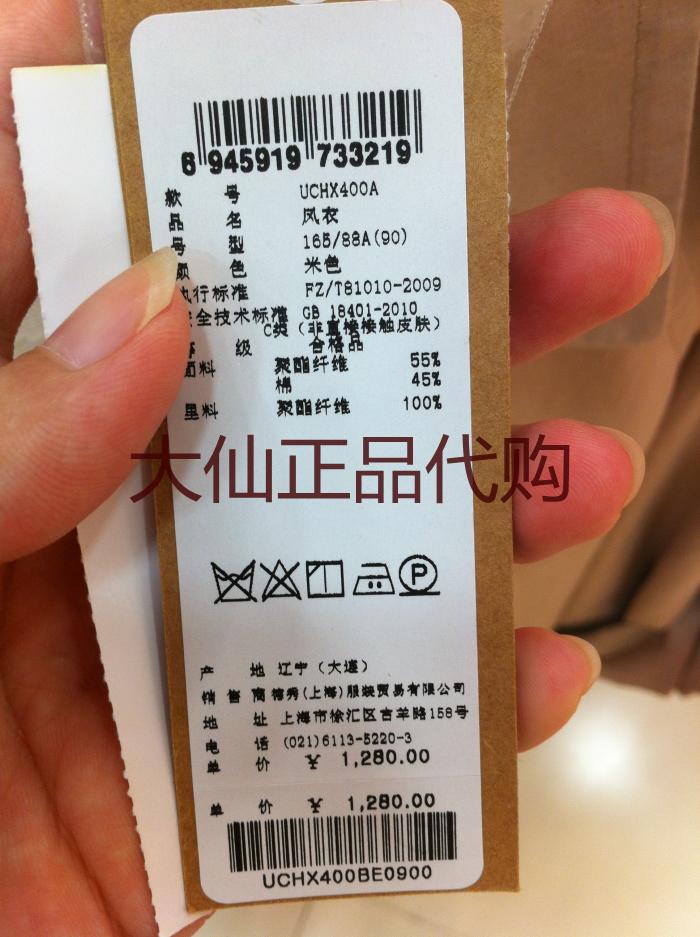 6 945919 733219
款 号 UCHX400A
品 名 风衣
号 型 165/88A(90)
颜 色 米色
执行标准 FZ/T81010-2009
安全技术标准 GB 18401-2010
C类(非直接接触皮肤)
等 级 合格品
面料 聚酯纤维 55%
棉 45%
里料 聚酯纤维 100%
大仙正品代购
P
产 地 辽宁(大连)
销 售 商 穗秀(上海)服装贸易有限公司
地 址 上海市徐汇区吉羊路158号
电 话 (021)6113-5220-3
单 价 ¥ 1,280.00
单 价 ¥ 1,280.00
UCHX400BE0900